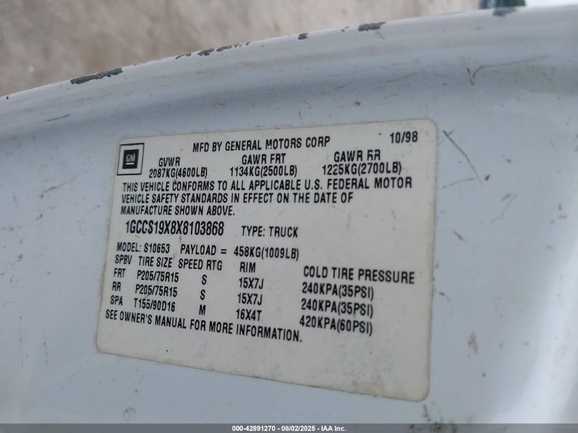 MFD BY GENERAL MOTORS CORP 10/98
GM
GVWR GAWR FRT GAWR RR
2087KG(4600LB) 1134KG(2500LB) 1225KG(2700LB)
THIS VEHICLE CONFORMS TO ALL APPLICABLE U.S. FEDERAL MOTOR
VEHICLE SAFETY STANDARDS IN EFFECT ON THE DATE OF
MANUFACTURE SHOWN ABOVE.
1GCCS19X8X8103868 TYPE: TRUCK
MODEL: S10653 PAYLOAD = 458KG(1009LB)
SPBV TIRE SIZE SPEED RTG RIM COLD TIRE PRESSURE
FRT P205/75R15 S 15X7J 240KPA(35PSI)
RR P205/75R15 S 15X7J 240KPA(35PSI)
SPA T155/90D16 M 16X4T 420KPA(60PSI)
SEE OWNER'S MANUAL FOR MORE INFORMATION.
000-42891270 - 08/02/2025 - IAA Inc.